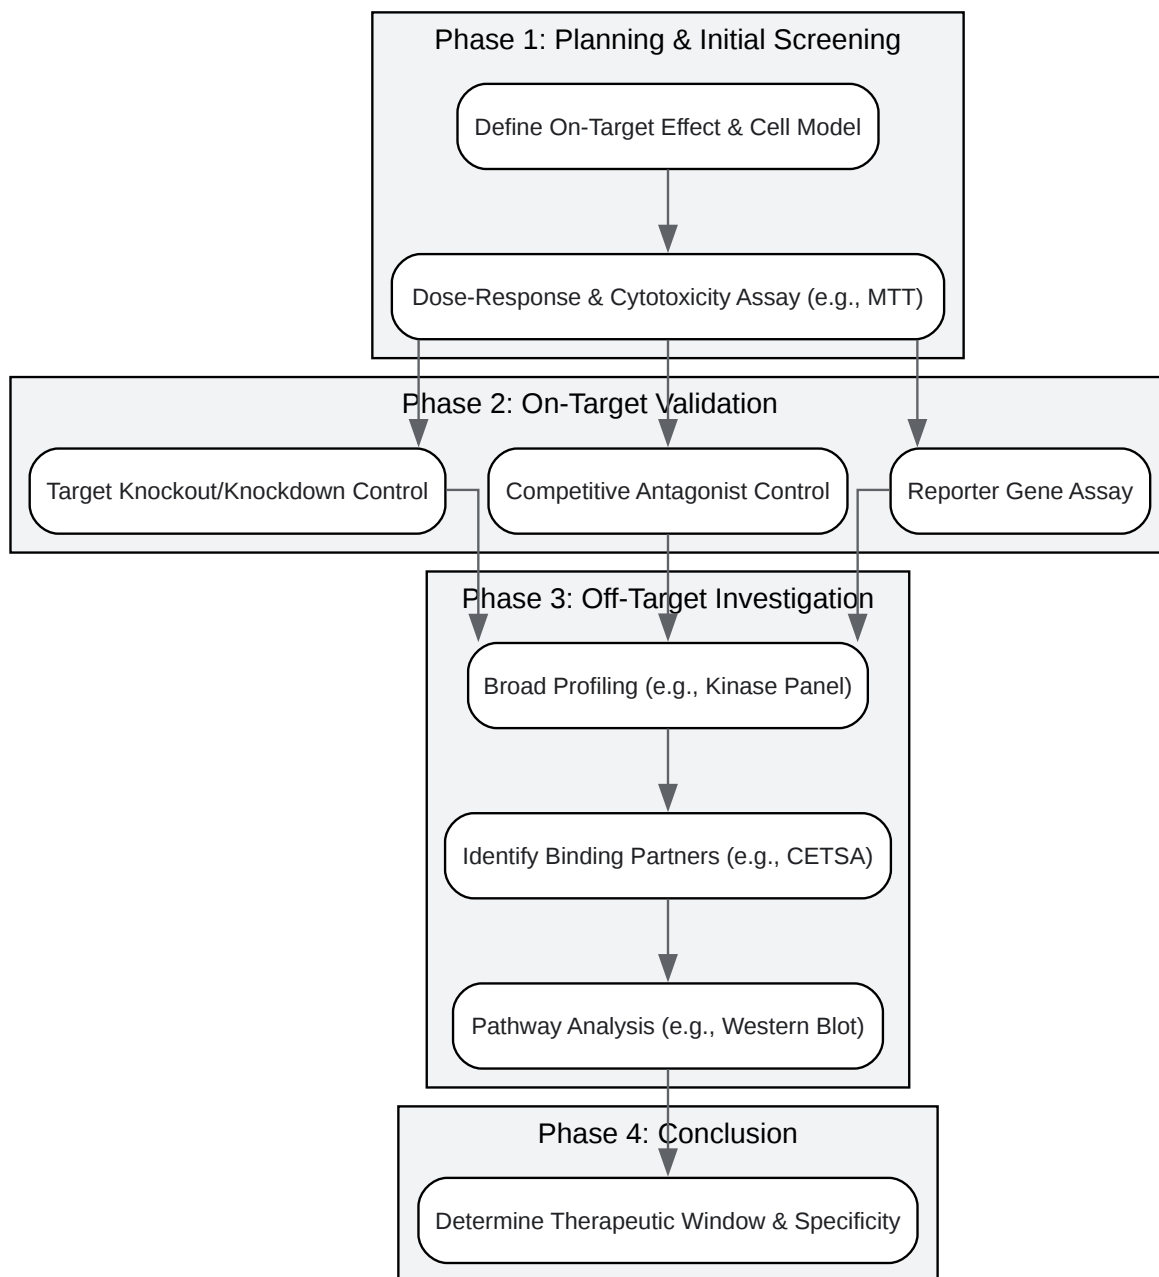 Phase 1: Planning & Initial Screening
Define On-Target Effect & Cell Model
Dose-Response & Cytotoxicity Assay (e.g., MTT)
Phase 2: On-Target Validation
Target Knockout/Knockdown Control
Competitive Antagonist Control
Reporter Gene Assay
Phase 3: Off-Target Investigation
Broad Profiling (e.g., Kinase Panel)
Identify Binding Partners (e.g., CETSA)
Pathway Analysis (e.g., Western Blot)
Phase 4: Conclusion
Determine Therapeutic Window & Specificity